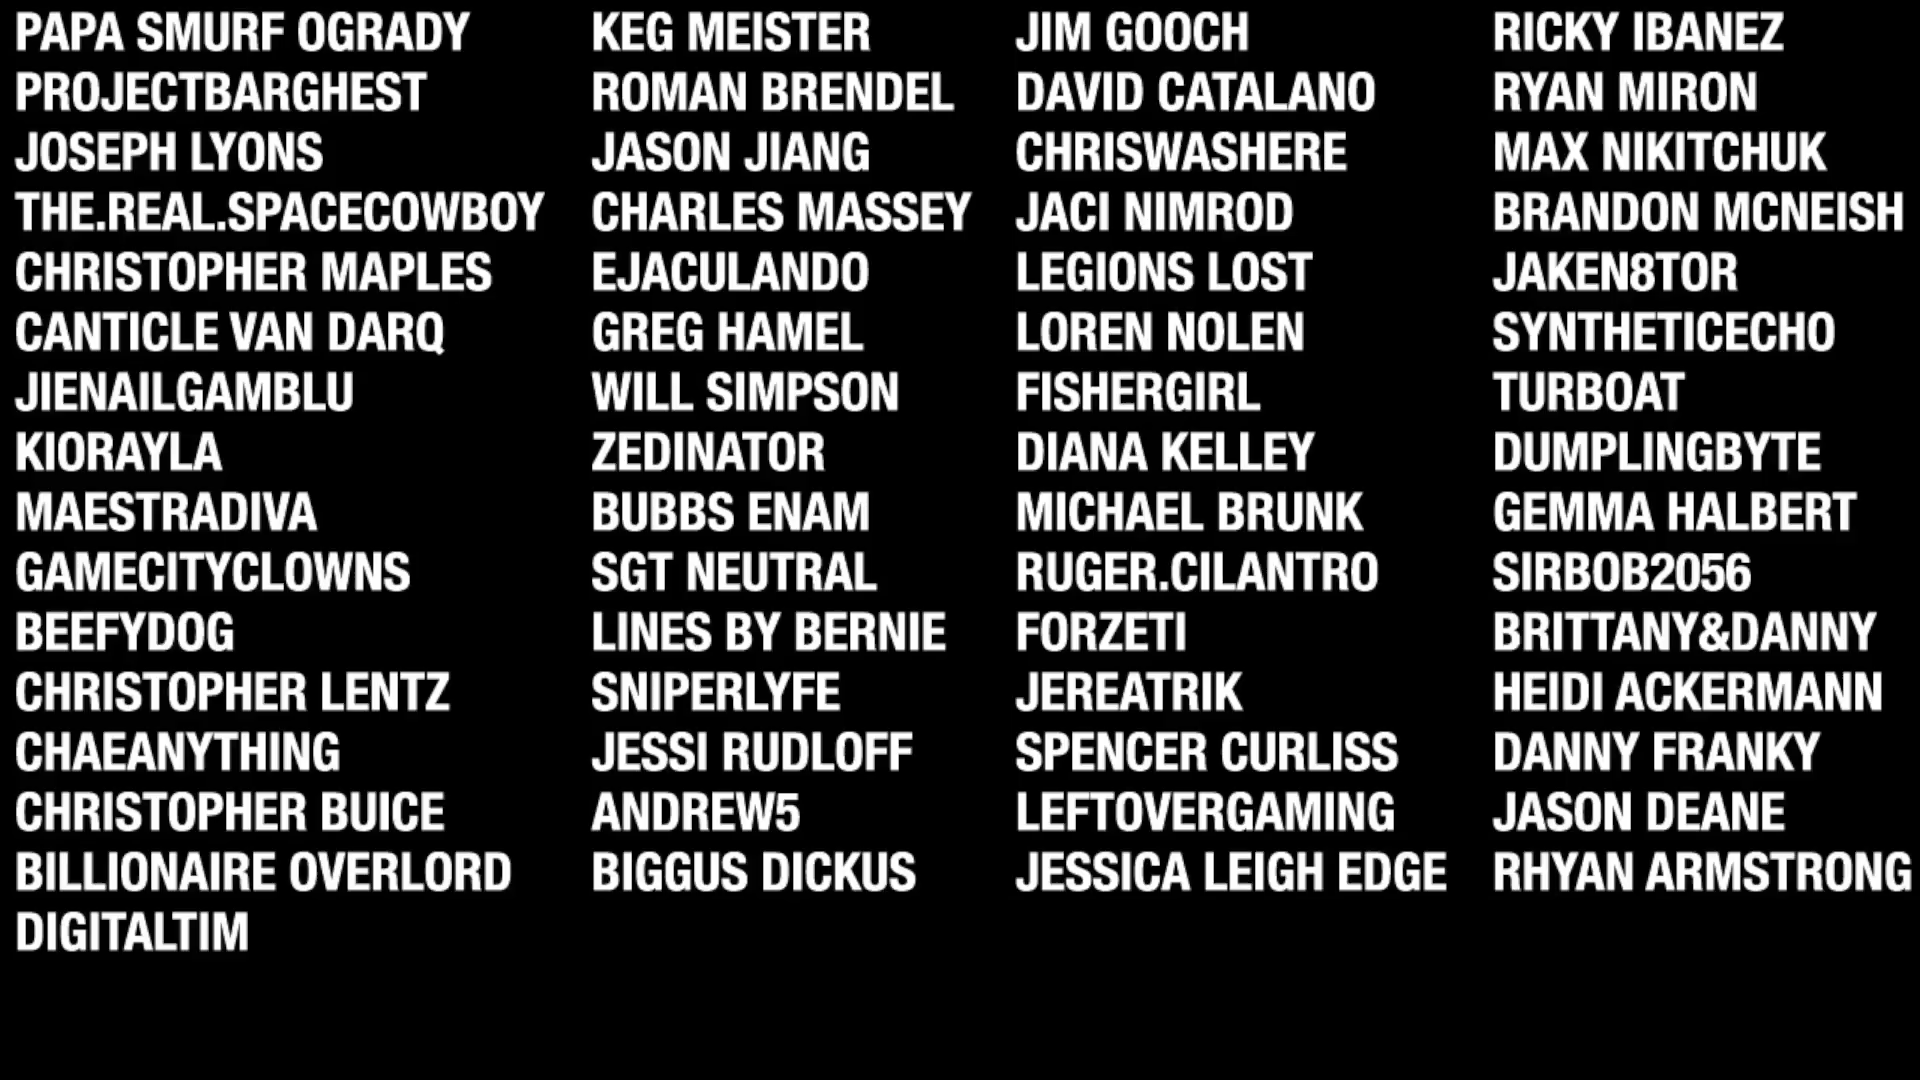 PAPA SMURF OGRADY
PROJECTBARGHEST
JOSEPH LYONS
THE.REAL.SPACECOWBOY
CHRISTOPHER MAPLES
CANTICLE VAN DARQ
JIENAILGAMBLU
KIORAYLA
MAESTRADIVA
GAMECITYCLOWNS
BEEFYDOG
CHRISTOPHER LENTZ
CHAEANYTHING
CHRISTOPHER BUICE
BILLIONAIRE OVERLORD
DIGITALTIM
KEG MEISTER
ROMAN BRENDEL
JASON JIANG
CHARLES MASSEY
EJACULANDO
GREG HAMEL
WILL SIMPSON
ZEDINATOR
BUBBS ENAM
SGT NEUTRAL
LINES BY BERNIE
SNIPERLYFE
JESSI RUDLOFF
ANDREW5
BIGGUS DICKUS
JIM GOOCH
DAVID CATALANO
CHRISWASHERE
JACI NIMROD
LEGIONS LOST
LOREN NOLEN
FISHERGIRL
DIANA KELLEY
MICHAEL BRUNK
RUGER.CILANTRO
FORZETI
JEREATRIK
SPENCER CURLISS
LEFTOVERGAMING
JESSICA LEIGH EDGE
RICKY IBANEZ
RYAN MIRON
MAX NIKITCHUK
BRANDON MCNEISH
JAKEN8TOR
SYNTHETICECHO
TURBOAT
DUMPLINGBYTE
GEMMA HALBERT
SIRBOB2056
BRITTANY&DANNY
HEIDI ACKERMANN
DANNY FRANKY
JASON DEANE
RHYAN ARMSTRONG